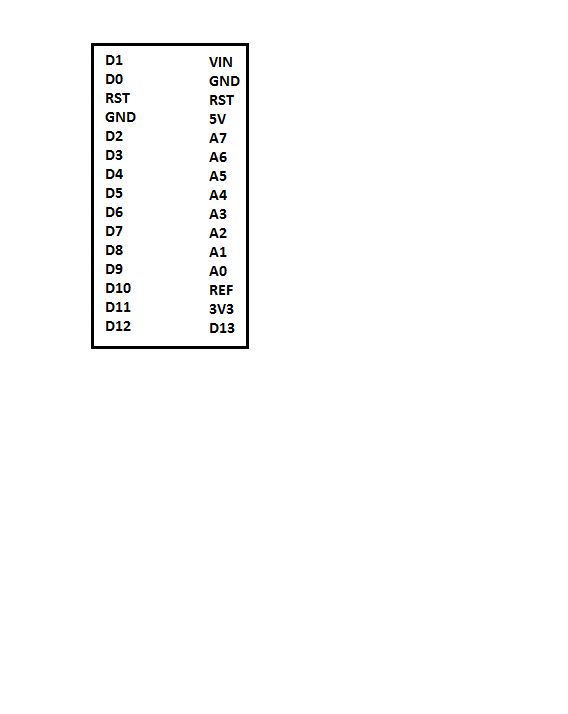 D1 VIN
D0 GND
RST RST
GND 5V
D2 A7
D3 A6
D4 A5
D5 A4
D6 A3
D7 A2
D8 A1
D9 A0
D10 REF
D11 3V3
D12 D13